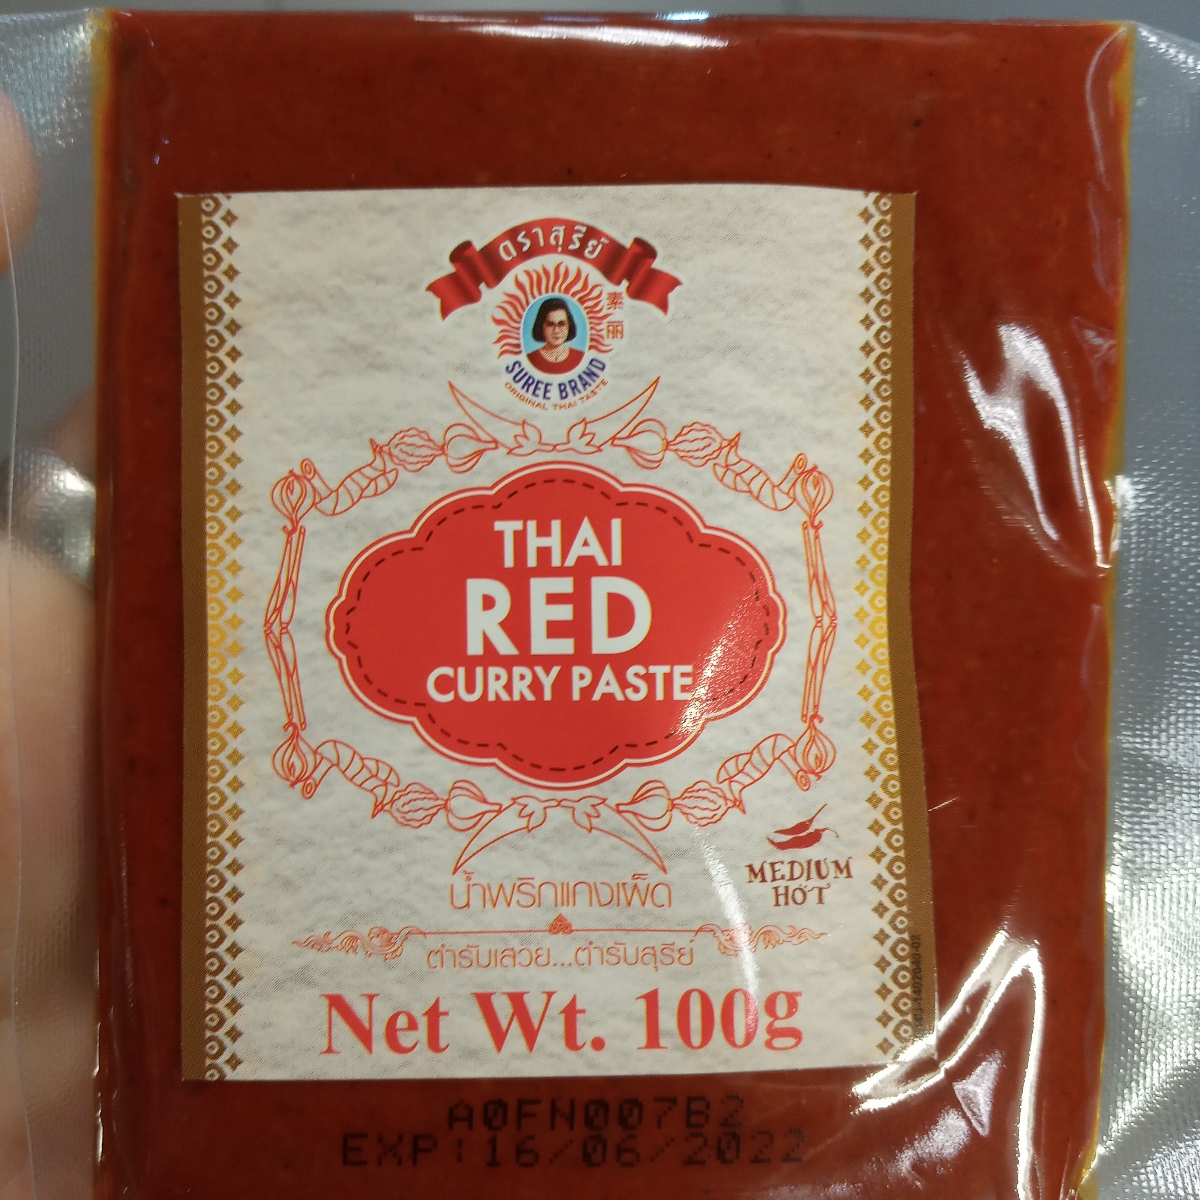 ตราสุรีย์
素
丽
SUREE BRAND
ORIGINAL THAI TASTE
THAI
RED
CURRY PASTE
MEDIUM
HOT
น้ำพริกแกงเผ็ด
ตำรับเสวย...ตำรับสุรีย์
Net Wt. 100g
A0FN007B2
EXP:16/06/2022